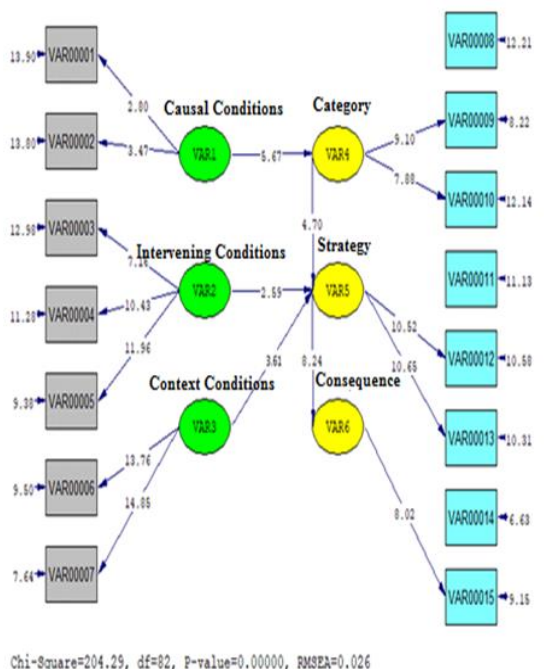 13.90 VAR00001
2.80
13.80 VAR00002
3.47
12.98 VAR00003
7.16
11.28 VAR00004
10.43
9.38 VAR00005
11.96
9.50 VAR00006
13.76
7.64 VAR00007
14.85
Causal Conditions
VAR1
5.67
Intervening Conditions
VAR2
2.59
Context Conditions
VAR3
3.61
Category
VAR4
4.70
Strategy
VAR5
8.24
Consequence
VAR6
VAR00008 12.21
9.10
VAR00009 8.22
7.88
VAR00010 12.14
VAR00011 11.13
10.52
VAR00012 10.58
10.65
VAR00013 10.31
VAR00014 6.63
8.02
VAR00015 9.15
Chi-Square=204.29, df=82, P-value=0.00000, RMSEA=0.026